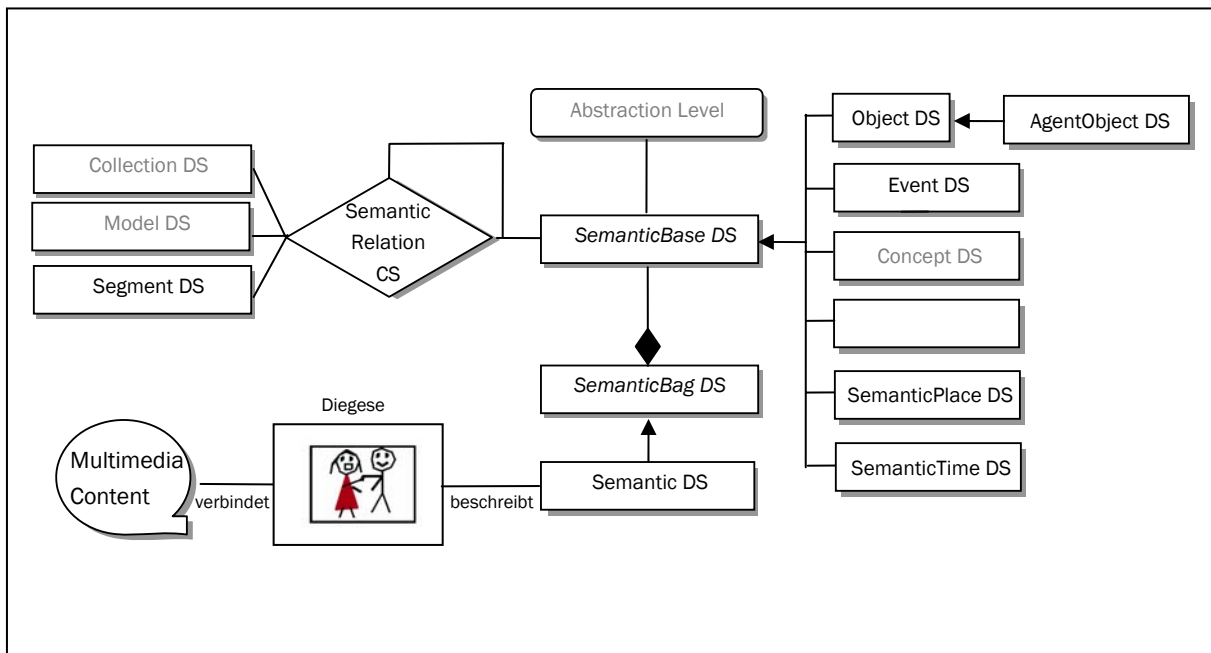 Abstraction Level
Object DS
AgentObject DS
Collection DS
Model DS
Segment DS
Semantic
Relation
CS
SemanticBase DS
Event DS
Concept DS
SemanticBag DS
SemanticPlace DS
SemanticTime DS
Diegese
Multimedia
Content
verbindet
beschreibt
Semantic DS